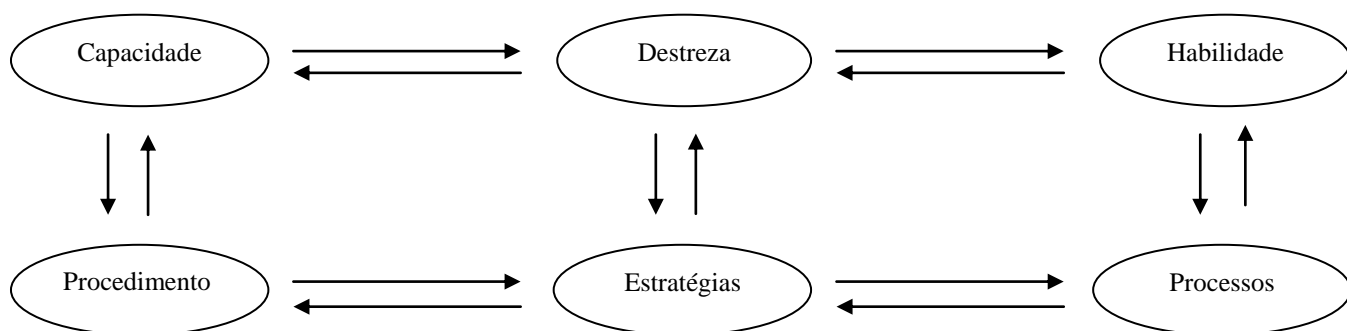 Capacidade
Destreza
Habilidade
Procedimento
Estratégias
Processos